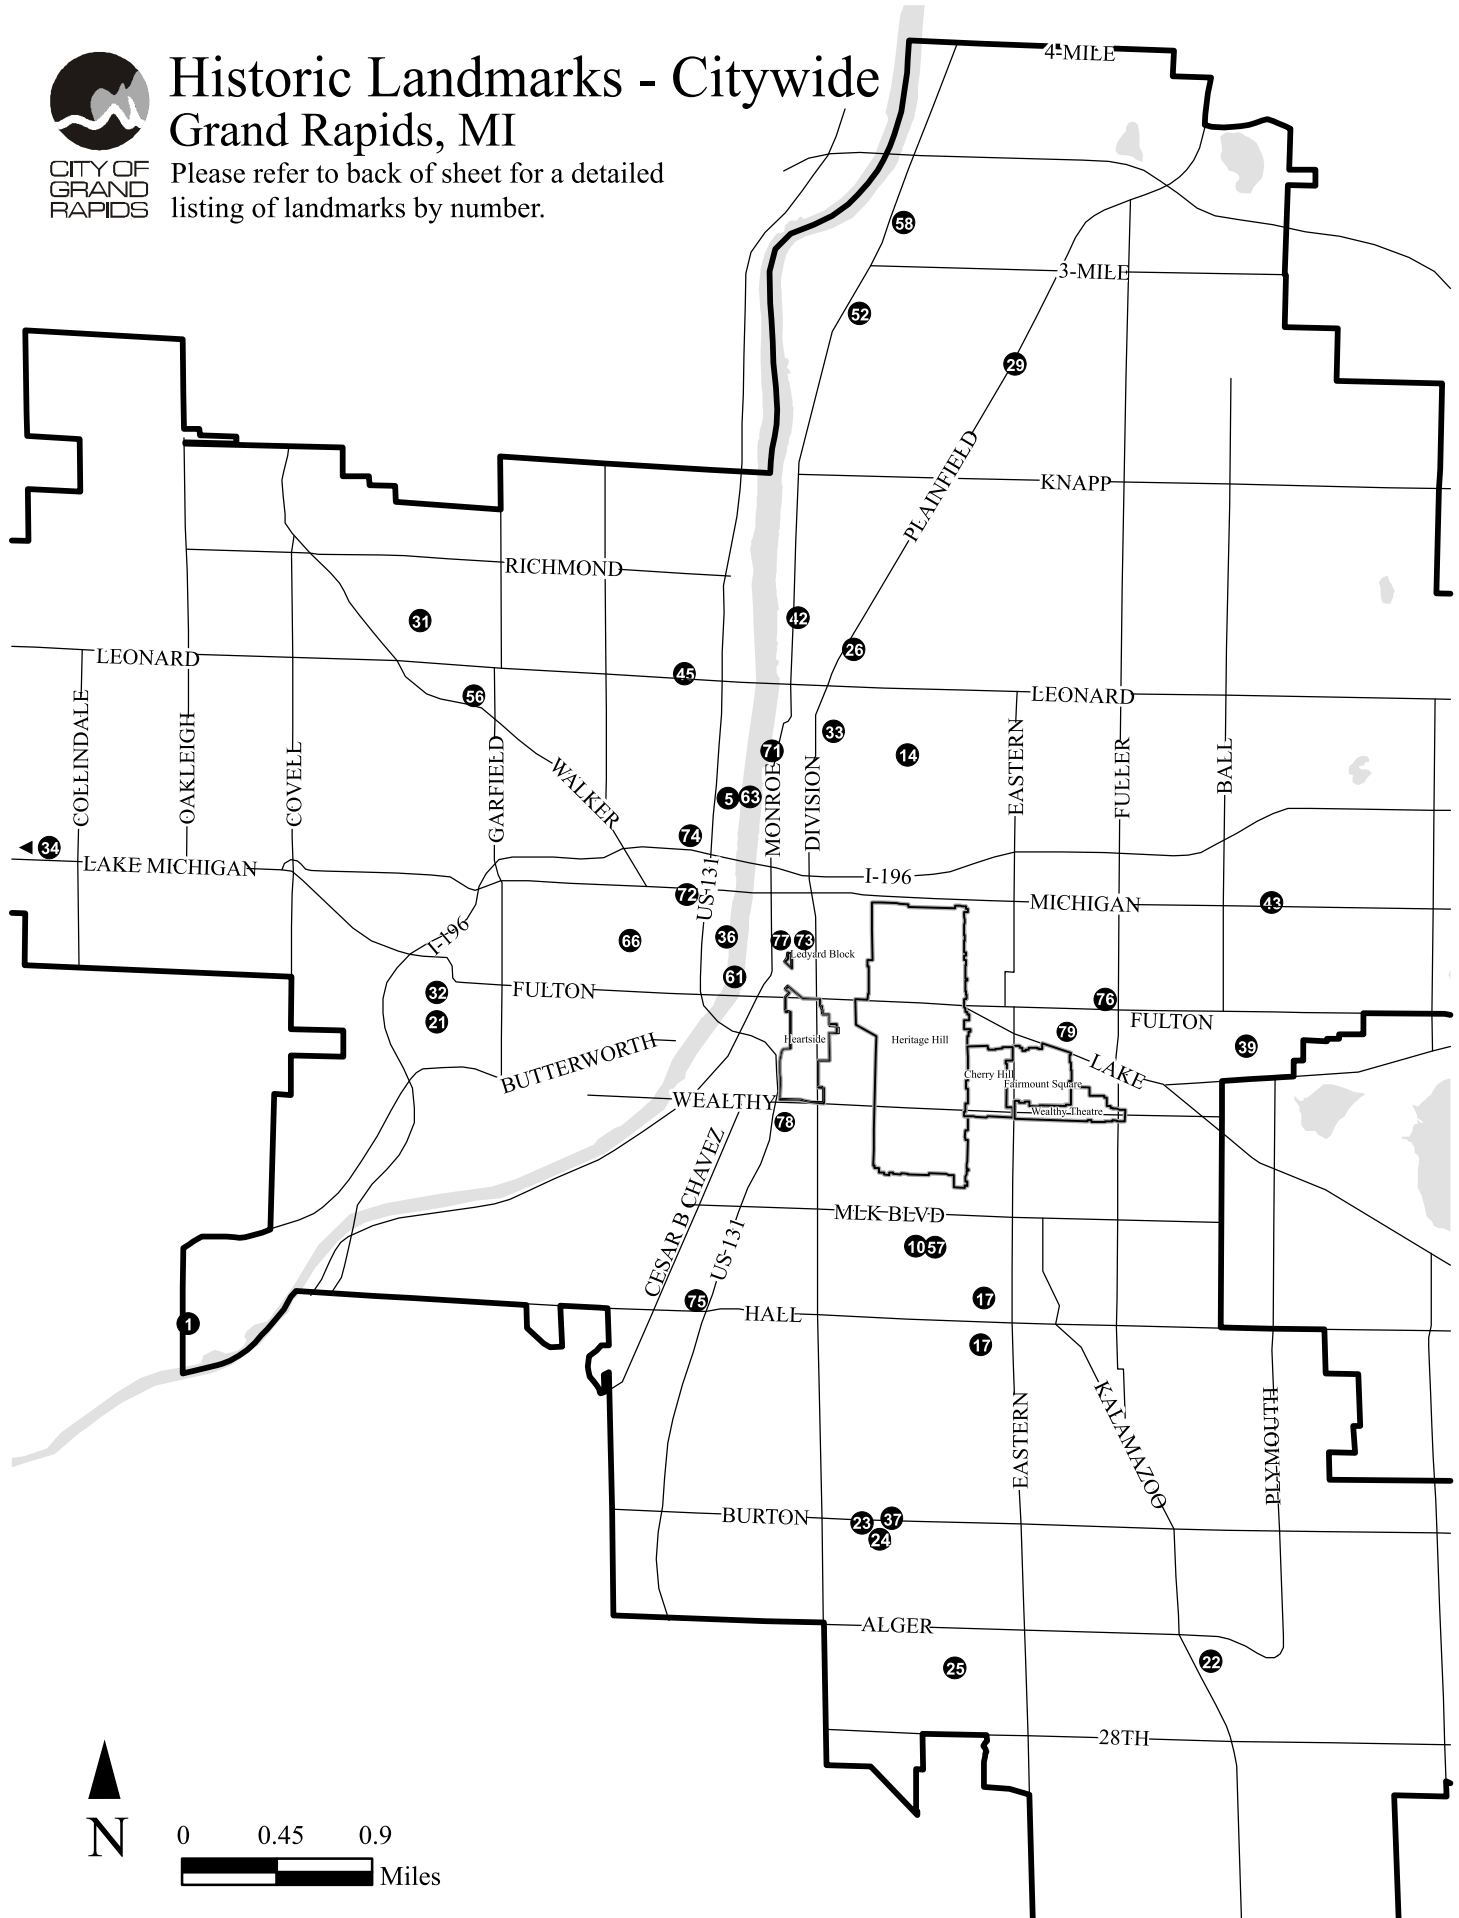 Historic Landmarks - Citywide
Grand Rapids, MI
Please refer to back of sheet for a detailed
listing of landmarks by number.
CITY OF
GRAND
RAPIDS
4-MILE
58
3-MILE
52
29
PLAINFIELD
KNAPP
RICHMOND
31
42
26
LEONARD
45
LEONARD
56
COLLINDALE
OAKLEIGH
COVELL
GARFIELD
WALKER
MONROE
DIVISION
EASTERN
FULLER
BALL
33
71
14
5
63
74
34
LAKE MICHIGAN
I-196
US-131
72
MICHIGAN
43
I-196
66
36
77
73
Ledyard Block
61
32
FULTON
76
21
FULTON
79
Heartside
Heritage Hill
39
BUTTERWORTH
LAKE
Cherry Hill
Fairmount Square
WEALTHY
Wealthy Theatre
78
CESAR B CHAVEZ
US-131
MLK BLVD
10
57
75
17
HALL
1
17
EASTERN
KALAMAZOO
PLYMOUTH
BURTON
23
37
24
ALGER
25
22
28TH
N
0 0.45 0.9
Miles